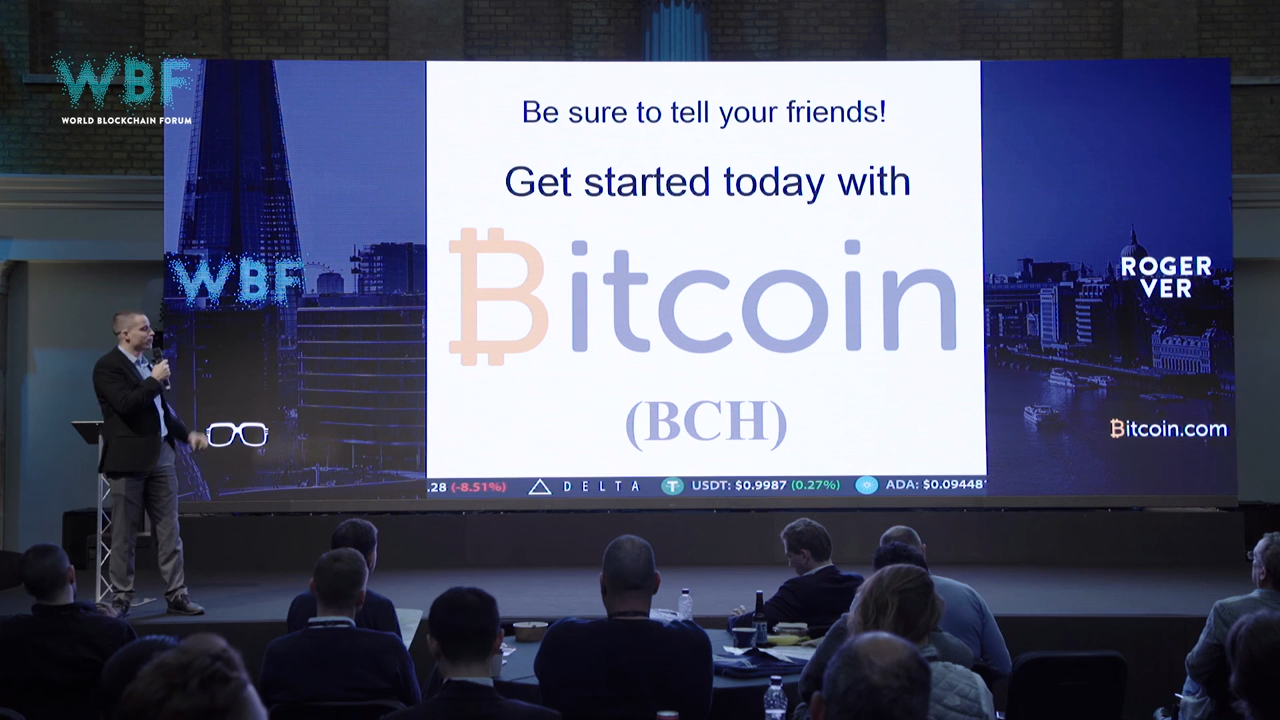 WBF
WORLD BLOCKCHAIN FORUM
Be sure to tell your friends!
Get started today with
Bitcoin
(BCH)
WBF
ROGER
VER
Bitcoin.com
.28 (-8.51%) DELTA USDT: $0.9987 (0.27%) ADA: $0.09448